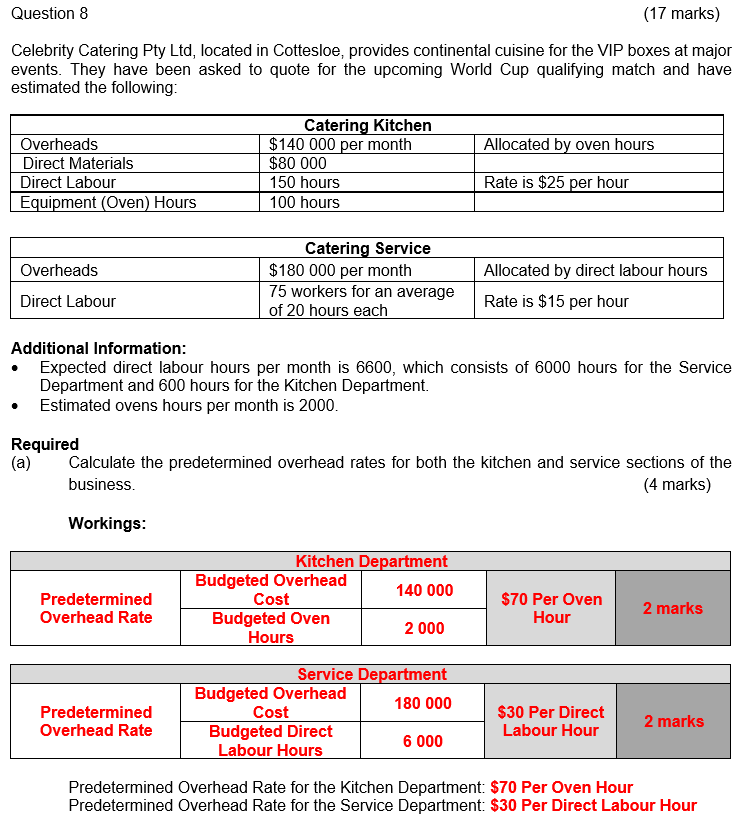 Question 8 (17 marks)
Celebrity Catering Pty Ltd, located in Cottesloe, provides continental cuisine for the VIP boxes at major
events. They have been asked to quote for the upcoming World Cup qualifying match and have
estimated the following:
Catering Kitchen
Overheads $140 000 per month Allocated by oven hours
Direct Materials $80 000
Direct Labour 150 hours Rate is $25 per hour
Equipment (Oven) Hours 100 hours
Catering Service
Overheads $180 000 per month Allocated by direct labour hours
Direct Labour 75 workers for an average
of 20 hours each Rate is $15 per hour
Additional Information:
• Expected direct labour hours per month is 6600, which consists of 6000 hours for the Service
Department and 600 hours for the Kitchen Department.
• Estimated ovens hours per month is 2000.
Required
(a) Calculate the predetermined overhead rates for both the kitchen and service sections of the
business. (4 marks)
Workings:
Kitchen Department
Predetermined
Overhead Rate
Budgeted Overhead
Cost
140 000
Budgeted Oven
Hours
2 000
$70 Per Oven
Hour
2 marks
Service Department
Predetermined
Overhead Rate
Budgeted Overhead
Cost
180 000
Budgeted Direct
Labour Hours
6 000
$30 Per Direct
Labour Hour
2 marks
Predetermined Overhead Rate for the Kitchen Department: $70 Per Oven Hour
Predetermined Overhead Rate for the Service Department: $30 Per Direct Labour Hour